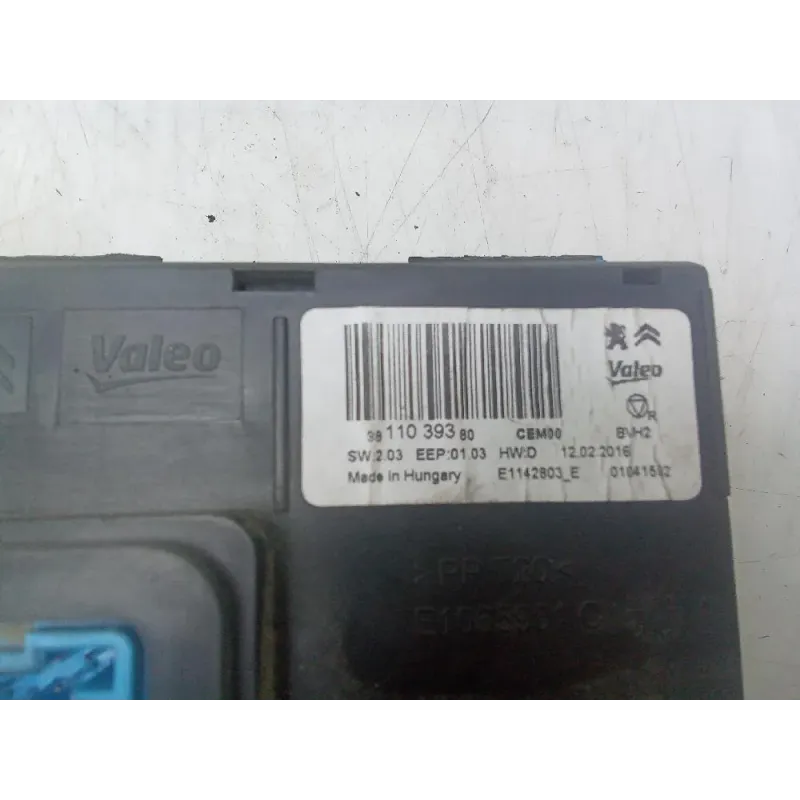 Valeo
Valeo
R
98 110 393 80 CEM00 BVH2
SW:2.03 EEP:01.03 HW:D 12.02.2016
Made in Hungary E1142803_E